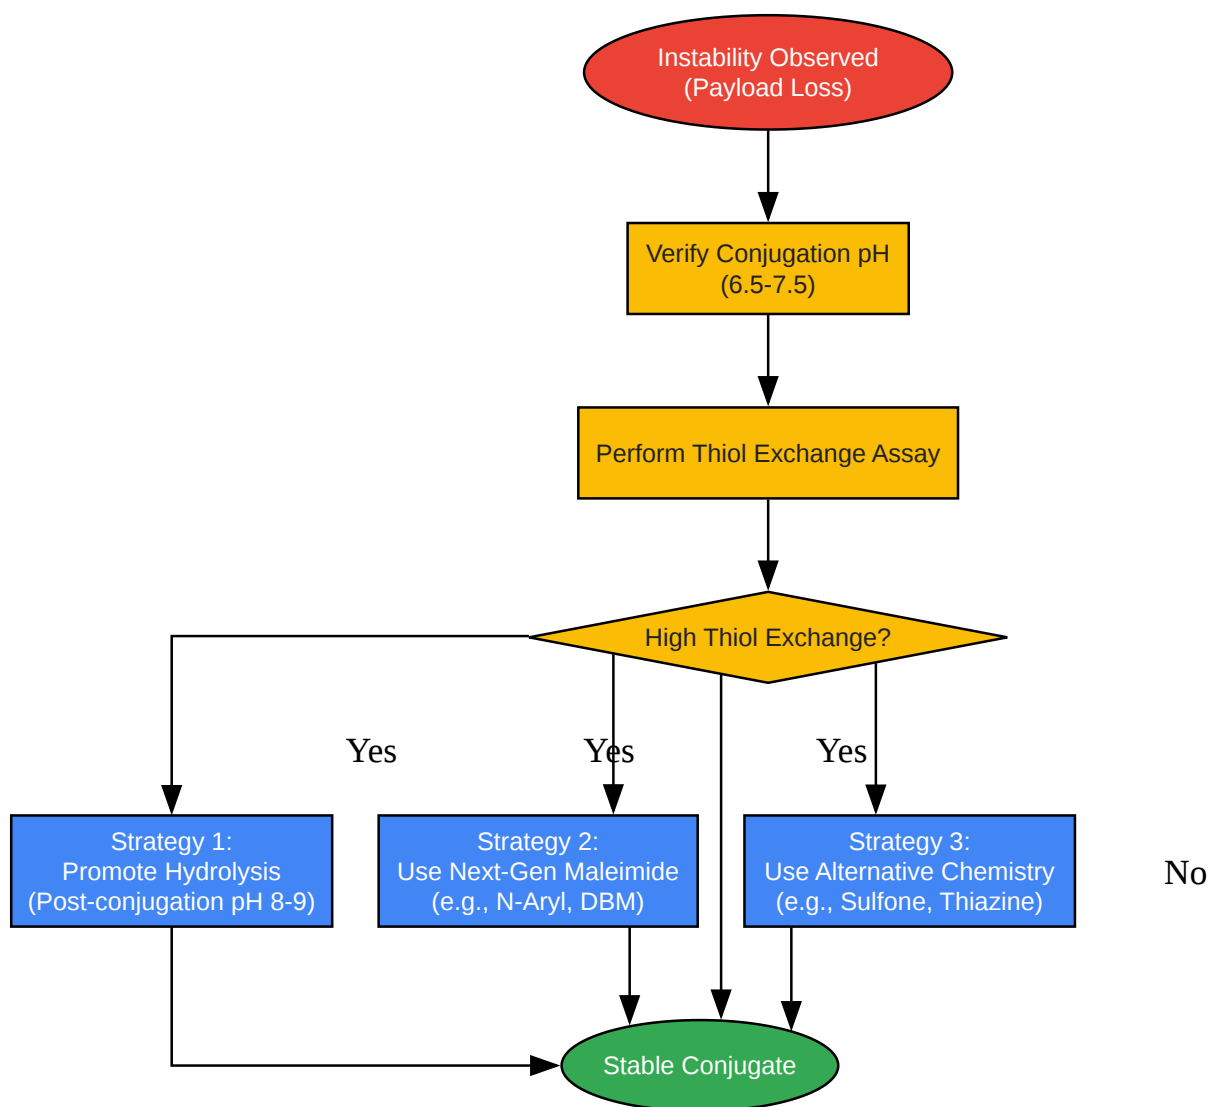 Instability Observed
(Payload Loss)
Verify Conjugation pH
(6.5-7.5)
Perform Thiol Exchange Assay
High Thiol Exchange?
Yes
Yes
Yes
Strategy 1:
Promote Hydrolysis
(Post-conjugation pH 8-9)
Strategy 2:
Use Next-Gen Maleimide
(e.g., N-Aryl, DBM)
Strategy 3:
Use Alternative Chemistry
(e.g., Sulfone, Thiazine)
No
Stable Conjugate